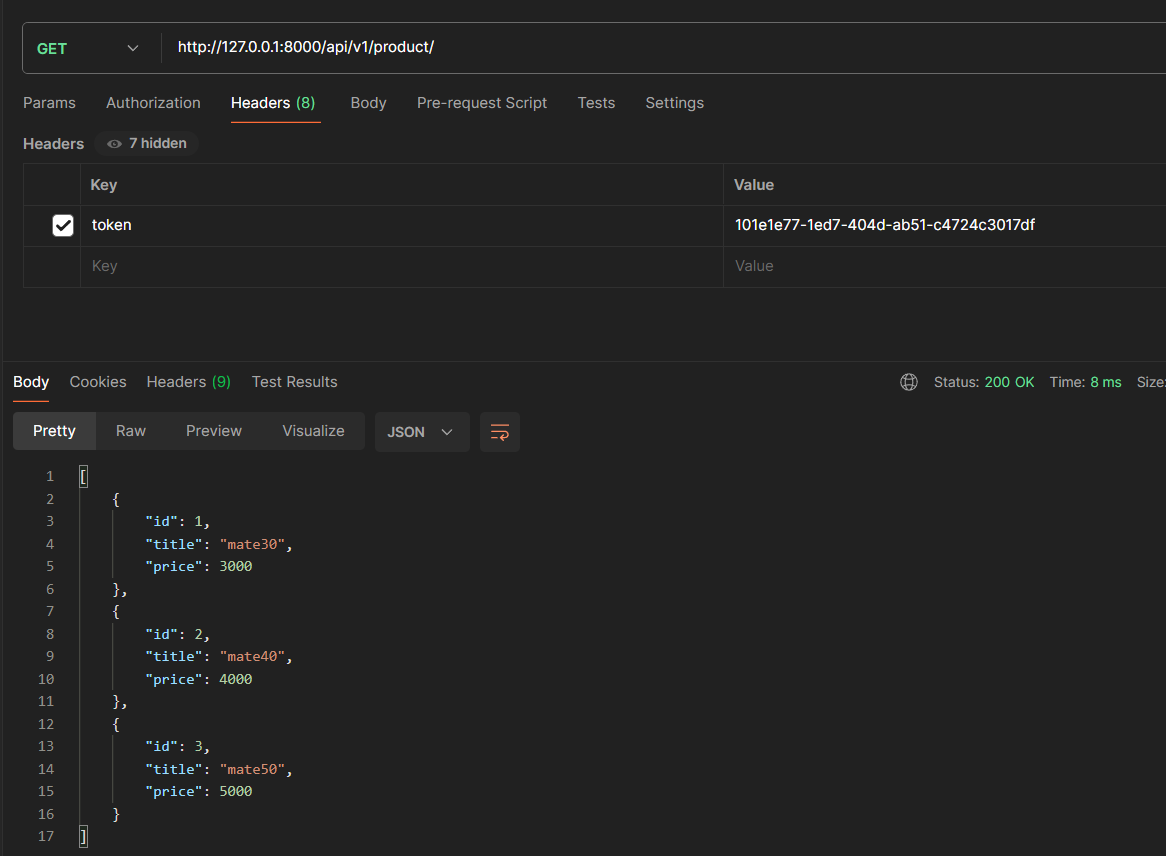 GET http://127.0.0.1:8000/api/v1/product/
Params Authorization Headers (8) Body Pre-request Script Tests Settings
Headers 7 hidden
Key Value
token 101e1e77-1ed7-404d-ab51-c4724c3017df
Key Value
Body Cookies Headers (9) Test Results Status: 200 OK Time: 8 ms Size:
Pretty Raw Preview Visualize JSON
1 [
2 {
3 "id": 1,
4 "title": "mate30",
5 "price": 3000
6 },
7 {
8 "id": 2,
9 "title": "mate40",
10 "price": 4000
11 },
12 {
13 "id": 3,
14 "title": "mate50",
15 "price": 5000
16 }
17 ]